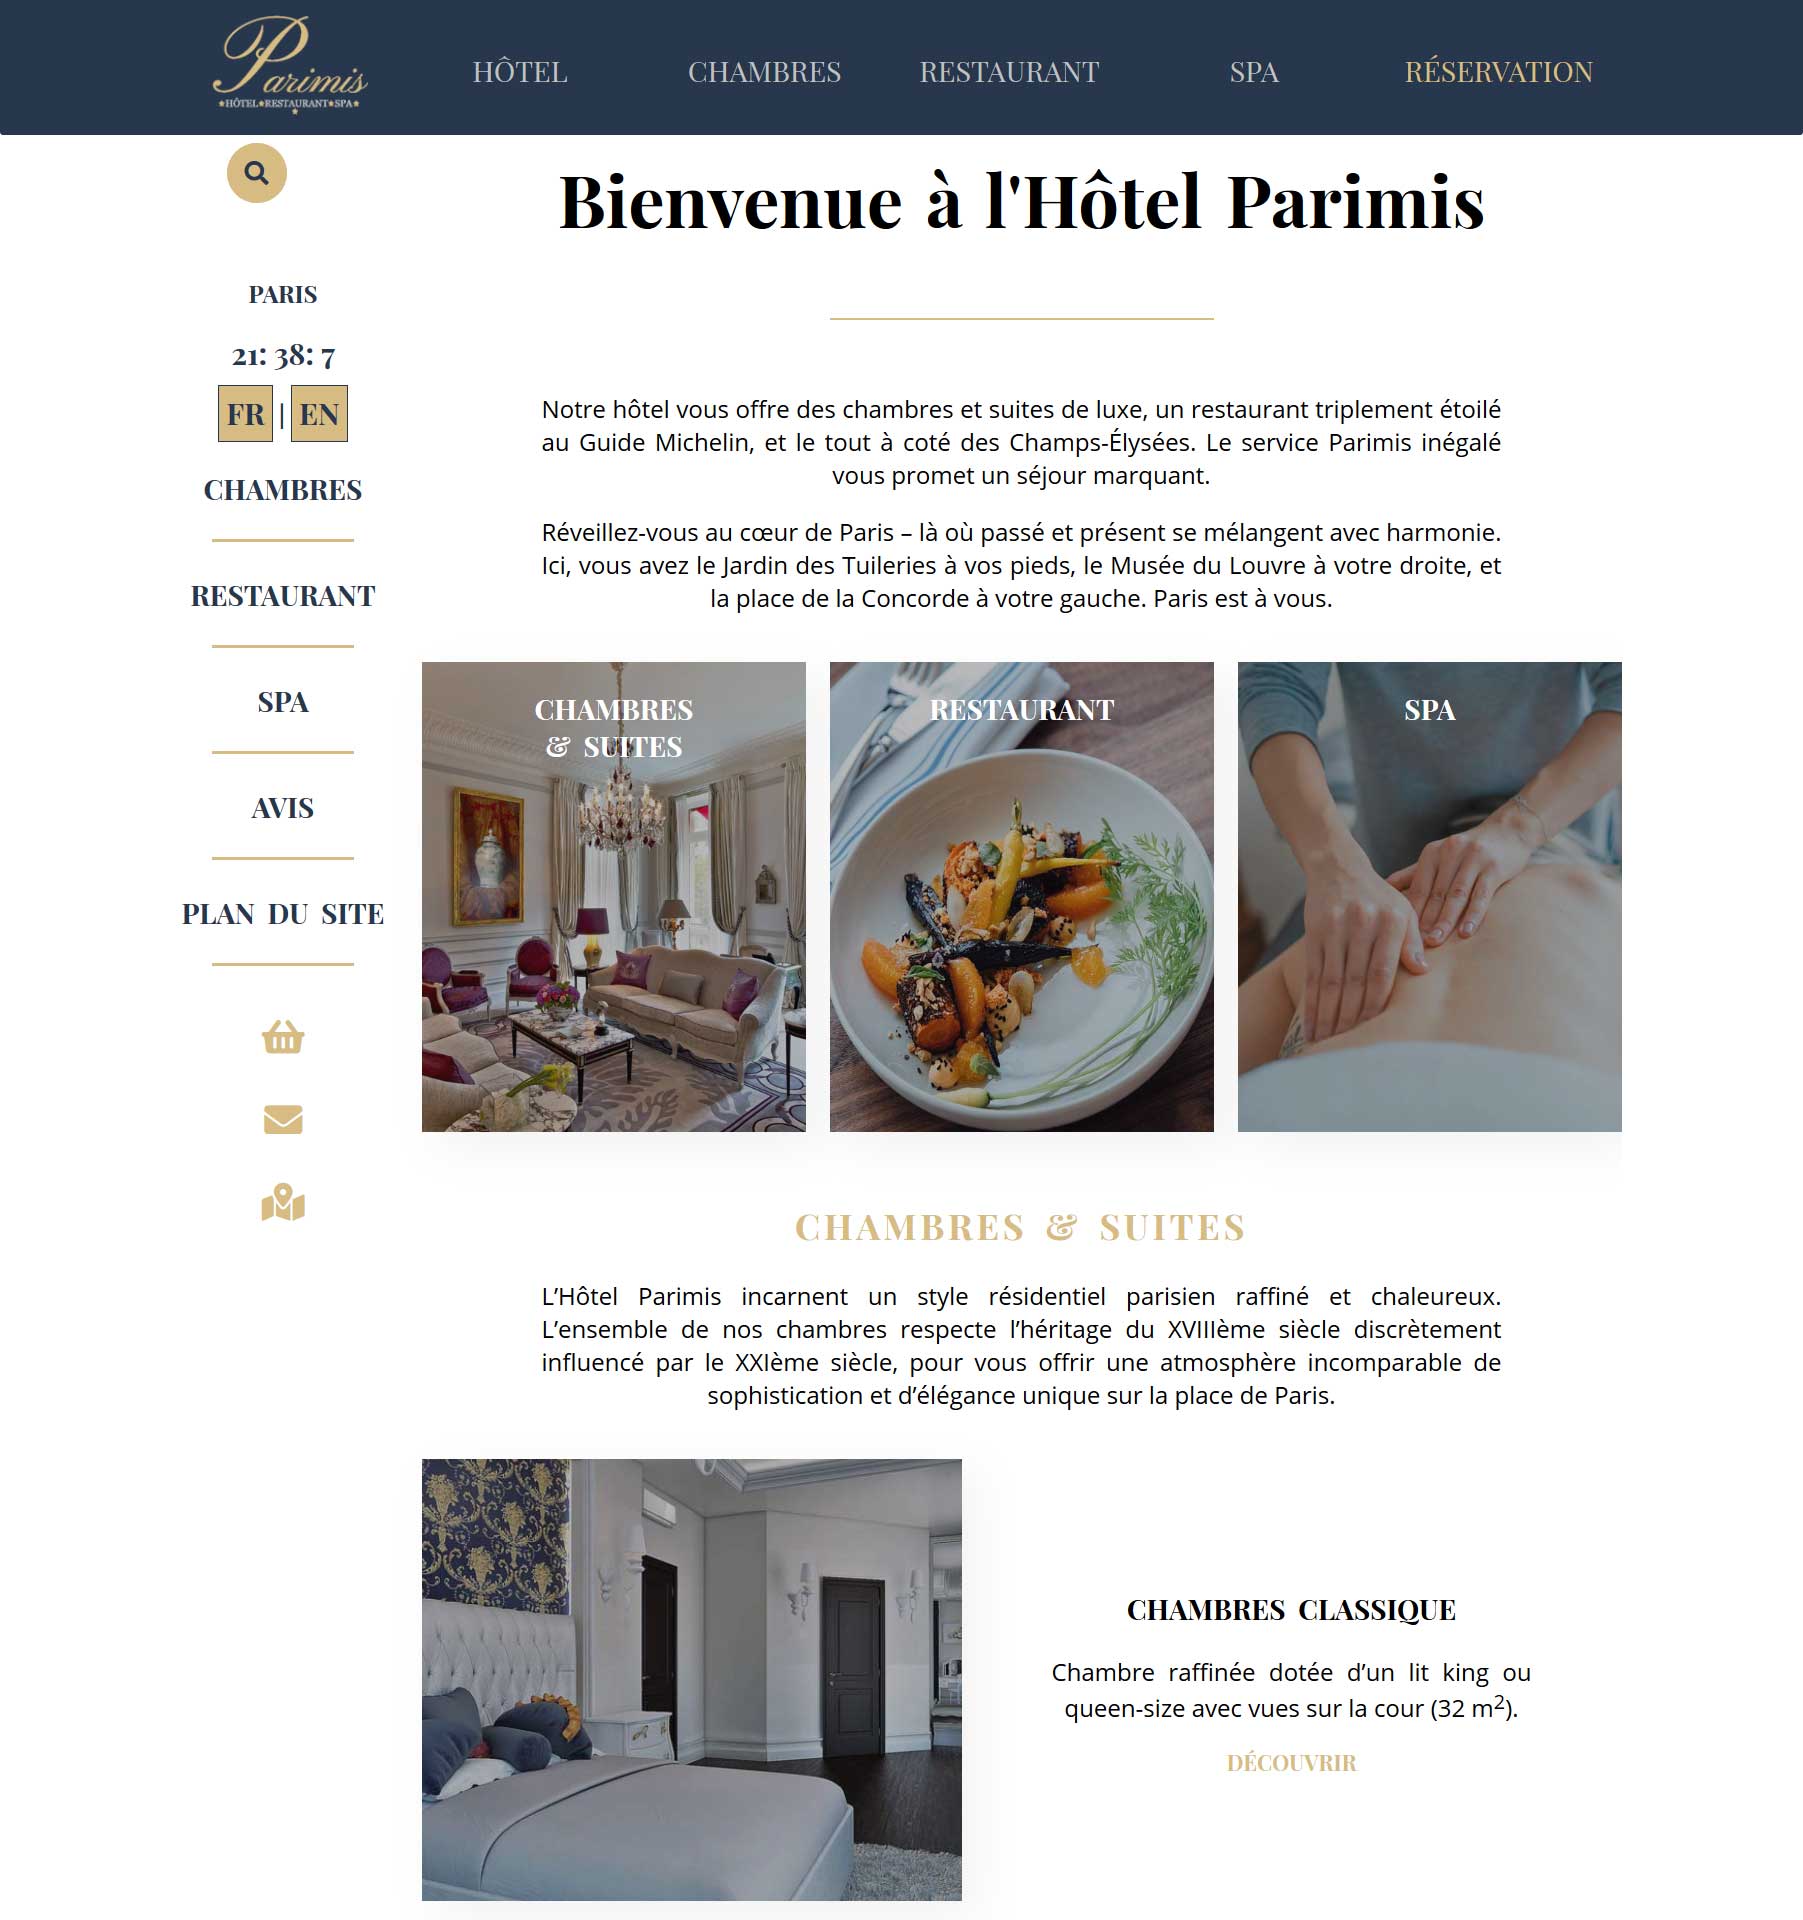 Parimis
HÔTEL★RESTAURANT★SPA
HÔTEL
CHAMBRES
RESTAURANT
SPA
RÉSERVATION
Bienvenue à l'Hôtel Parimis
PARIS
21: 38: 7
FR | EN
CHAMBRES
RESTAURANT
SPA
AVIS
PLAN DU SITE
Notre hôtel vous offre des chambres et suites de luxe, un restaurant triplement étoilé
au Guide Michelin, et le tout à coté des Champs-Élysées. Le service Parimis inégalé
vous promet un séjour marquant.
Réveillez-vous au cœur de Paris – là où passé et présent se mélangent avec harmonie.
Ici, vous avez le Jardin des Tuileries à vos pieds, le Musée du Louvre à votre droite, et
la place de la Concorde à votre gauche. Paris est à vous.
CHAMBRES
& SUITES
RESTAURANT
SPA
CHAMBRES & SUITES
L’Hôtel Parimis incarnent un style résidentiel parisien raffiné et chaleureux.
L’ensemble de nos chambres respecte l’héritage du XVIIIème siècle discrètement
influencé par le XXIème siècle, pour vous offrir une atmosphère incomparable de
sophistication et d’élégance unique sur la place de Paris.
CHAMBRES CLASSIQUE
Chambre raffinée dotée d’un lit king ou
queen-size avec vues sur la cour (32 m²).
DÉCOUVRIR